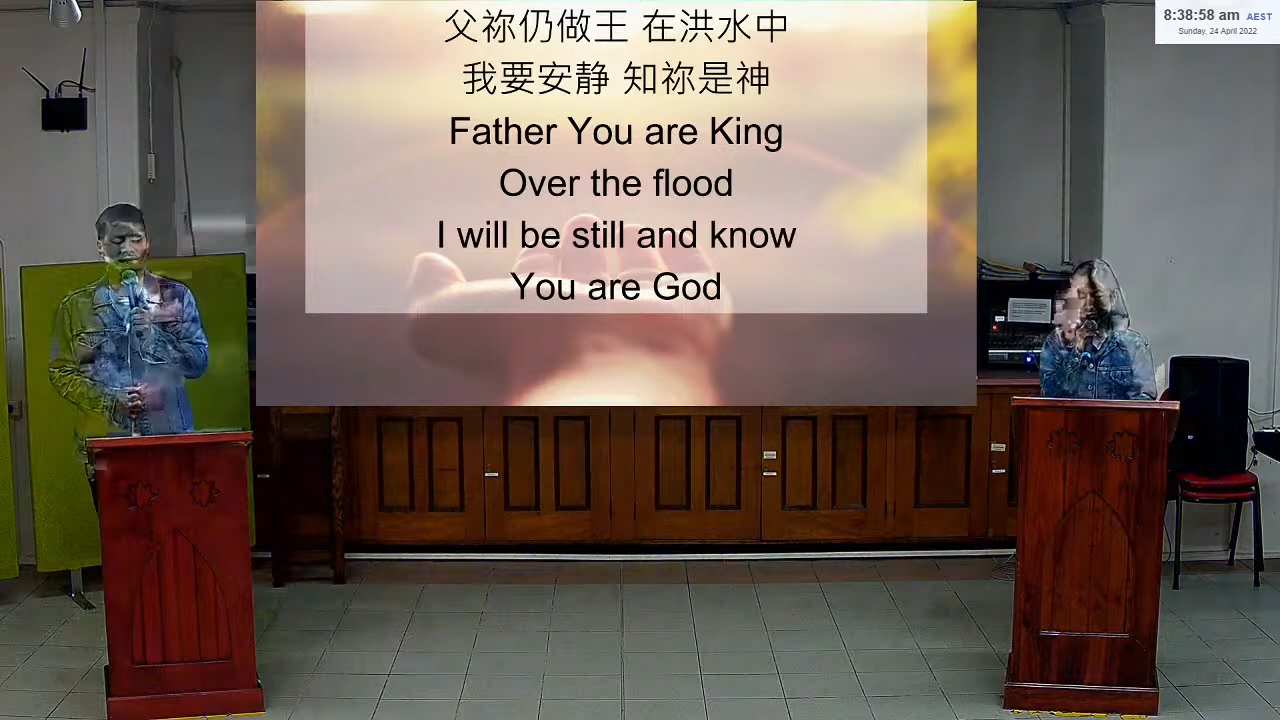 8:38:58 am AEST
Sunday, 24 April 2022
父祢仍做王 在洪水中
我要安静 知祢是神
Father You are King
Over the flood
I will be still and know
You are God